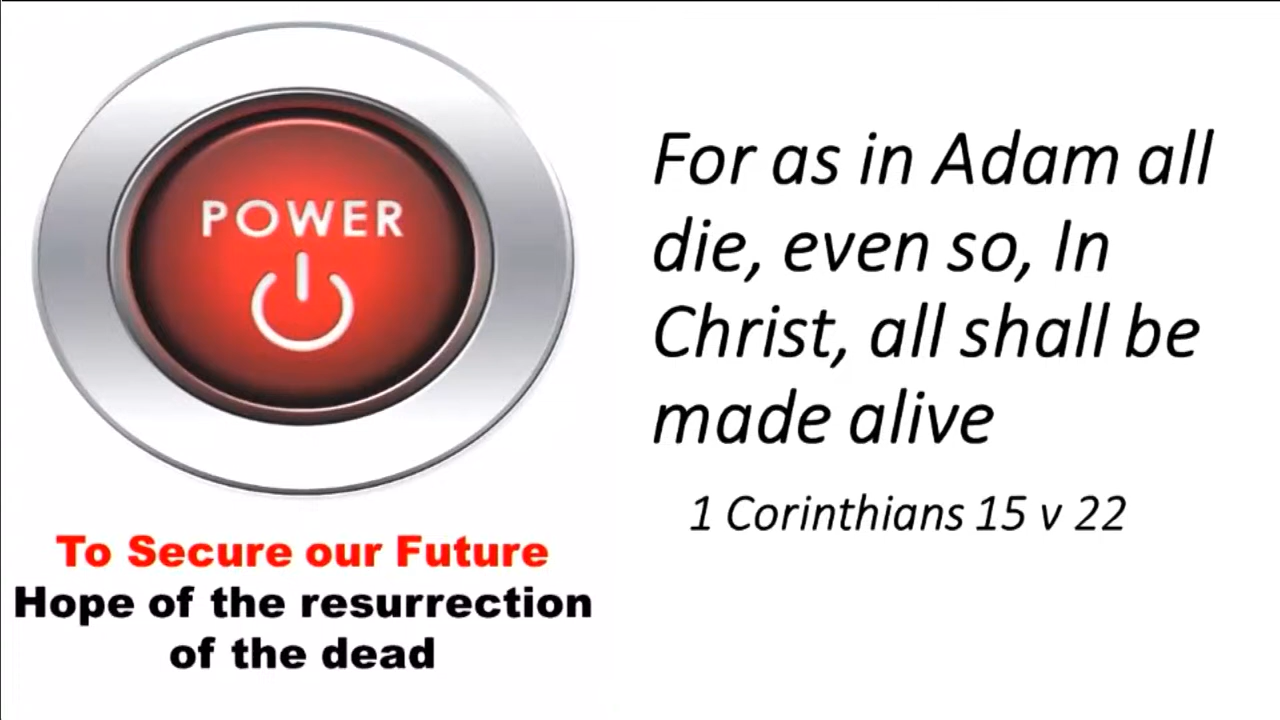 POWER
To Secure our Future
Hope of the resurrection
of the dead
For as in Adam all
die, even so, In
Christ, all shall be
made alive
1 Corinthians 15 v 22